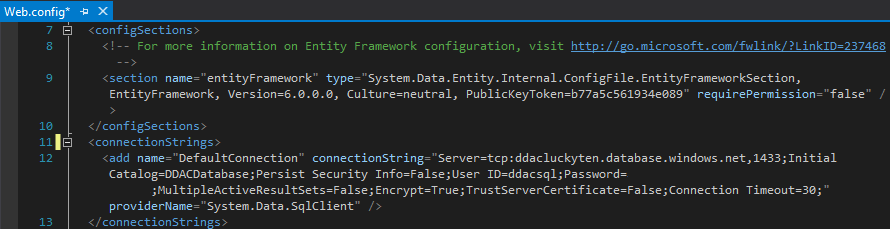 Web.config*
7 <configSections>
8 <!-- For more information on Entity Framework configuration, visit http://go.microsoft.com/fwlink/?LinkID=237468
-->
9 <section name="entityFramework" type="System.Data.Entity.Internal.ConfigFile.EntityFrameworkSection,
EntityFramework, Version=6.0.0.0, Culture=neutral, PublicKeyToken=b77a5c561934e089" requirePermission="false" /
>
10 </configSections>
11 <connectionStrings>
12 <add name="DefaultConnection" connectionString="Server=tcp:ddacluckyten.database.windows.net,1433;Initial
Catalog=DDACDatabase;Persist Security Info=False;User ID=ddacsql;Password=
;MultipleActiveResultSets=False;Encrypt=True;TrustServerCertificate=False;Connection Timeout=30;"
providerName="System.Data.SqlClient" />
13 </connectionStrings>